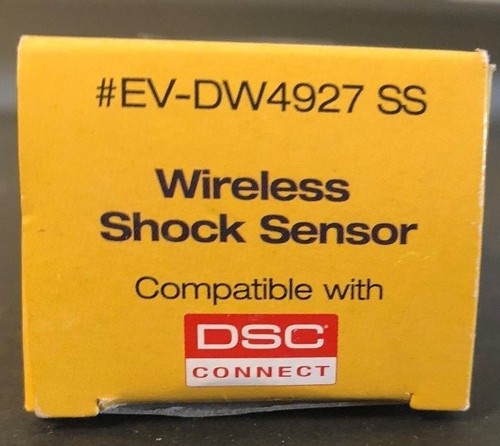 #EV-DW4927 SS
Wireless
Shock Sensor
Compatible with
DSC
CONNECT